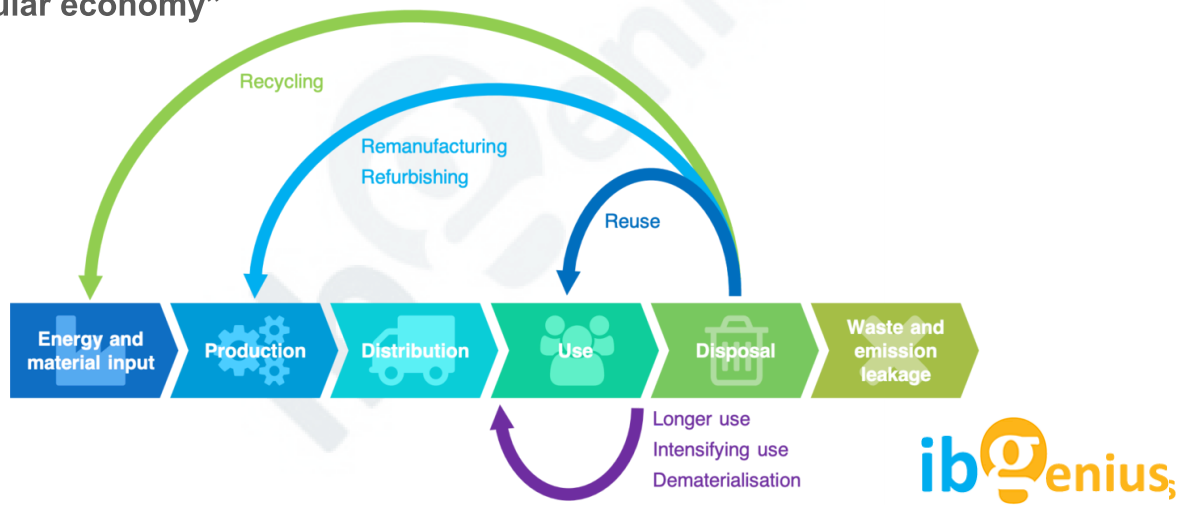 ular economy"
Recycling
Remanufacturing
Refurbishing
Reuse
Energy and
material input
Production
Distribution
Use
Disposal
Waste and
emission
leakage
Longer use
Intensifying use
Dematerialisation
ibgenius